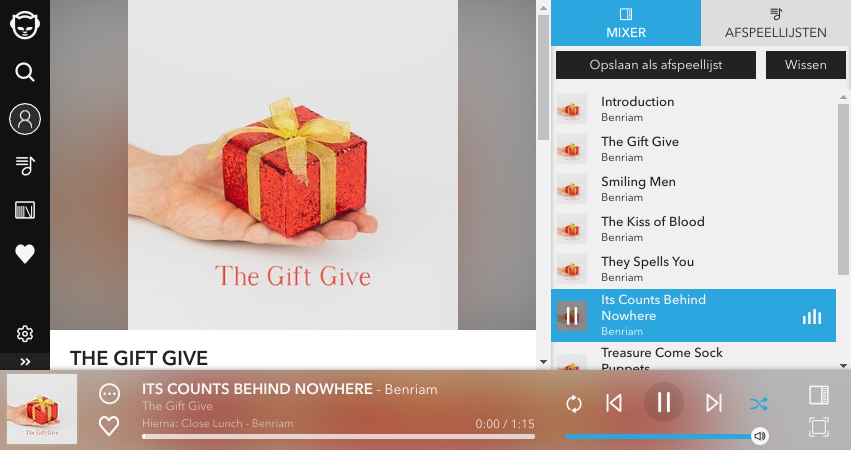 MIXER
AFSPEELLIJSTEN
Opslaan als afspeellijst
Wissen
Introduction
Benriam
The Gift Give
Benriam
Smiling Men
Benriam
The Kiss of Blood
Benriam
They Spells You
Benriam
Its Counts Behind
Nowhere
Benriam
Treasure Come Sock
Puppets
The Gift Give
THE GIFT GIVE
ITS COUNTS BEHIND NOWHERE - Benriam
The Gift Give
Hierna: Close Lunch - Benriam
0:00 / 1:15
The Gift Give